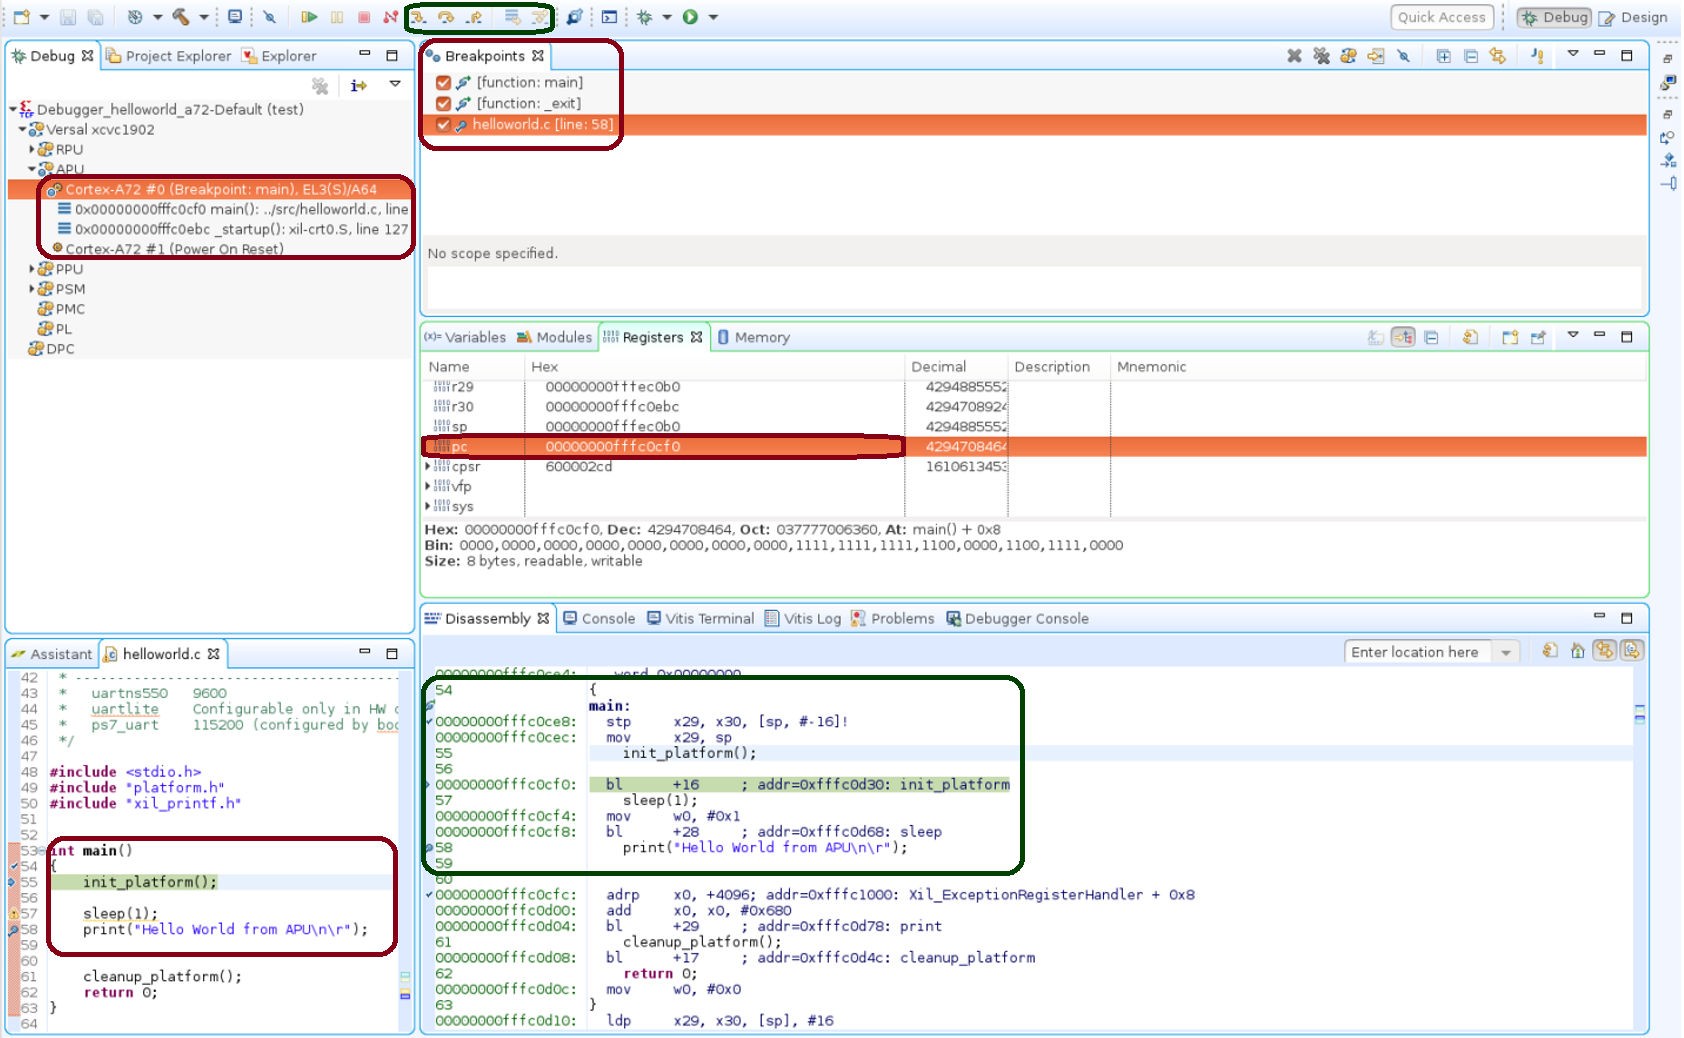 Quick Access
Debug
Design
Debug
Project Explorer
Explorer
Debugger_helloworld_a72-Default (test)
Versal xcvc1902
RPU
APU
Cortex-A72 #0 (Breakpoint: main), EL3(S)/A64
0x00000000fffc0cf0 main(): ../src/helloworld.c, line
0x00000000fffc0ebc _startup(): xil-crt0.S, line 127
Cortex-A72 #1 (Power On Reset)
PPU
PSM
PMC
PL
DPC
Breakpoints
[function: main]
[function: _exit]
helloworld.c [line: 58]
No scope specified.
(x)= Variables
Modules
Registers
Memory
Name Hex Decimal Description Mnemonic
r29 00000000fffec0b0 4294885552
r30 00000000fffc0ebc 4294708924
sp 00000000fffec0b0 4294885552
pc 00000000fffc0cf0 4294708464
cpsr 600002cd 1610613453
vfp
sys
Hex: 00000000fffc0cf0, Dec: 4294708464, Oct: 037777006360, At: main() + 0x8
Bin: 0000,0000,0000,0000,0000,0000,0000,0000,1111,1111,1111,1100,0000,1100,1111,0000
Size: 8 bytes, readable, writable
Assistant
helloworld.c
42 * ------------------------------------------------
43 * uartns550 9600
44 * uartlite Configurable only in HW
45 * ps7_uart 115200 (configured by
46 */
47
48 #include <stdio.h>
49 #include "platform.h"
50 #include "xil_printf.h"
51
52
53 int main()
54 {
55 init_platform();
56
57 sleep(1);
58 print("Hello World from APU\n\r");
59
60
61 cleanup_platform();
62 return 0;
63 }
64
Disassembly
Console
Vitis Terminal
Vitis Log
Problems
Debugger Console
Enter location here
00000000fffc0ce4: .word 0x00000000
54 {
main:
00000000fffc0ce8: stp x29, x30, [sp, #-16]!
00000000fffc0cec: mov x29, sp
55 init_platform();
56
00000000fffc0cf0: bl +16 ; addr=0xfffc0d30: init_platform
57 sleep(1);
00000000fffc0cf4: mov w0, #0x1
00000000fffc0cf8: bl +28 ; addr=0xfffc0d68: sleep
58 print("Hello World from APU\n\r");
59
60
00000000fffc0cfc: adrp x0, +4096; addr=0xfffc1000: Xil_ExceptionRegisterHandler + 0x8
00000000fffc0d00: add x0, x0, #0x680
00000000fffc0d04: bl +29 ; addr=0xfffc0d78: print
61 cleanup_platform();
00000000fffc0d08: bl +17 ; addr=0xfffc0d4c: cleanup_platform
62 return 0;
00000000fffc0d0c: mov w0, #0x0
63 }
00000000fffc0d10: ldp x29, x30, [sp], #16